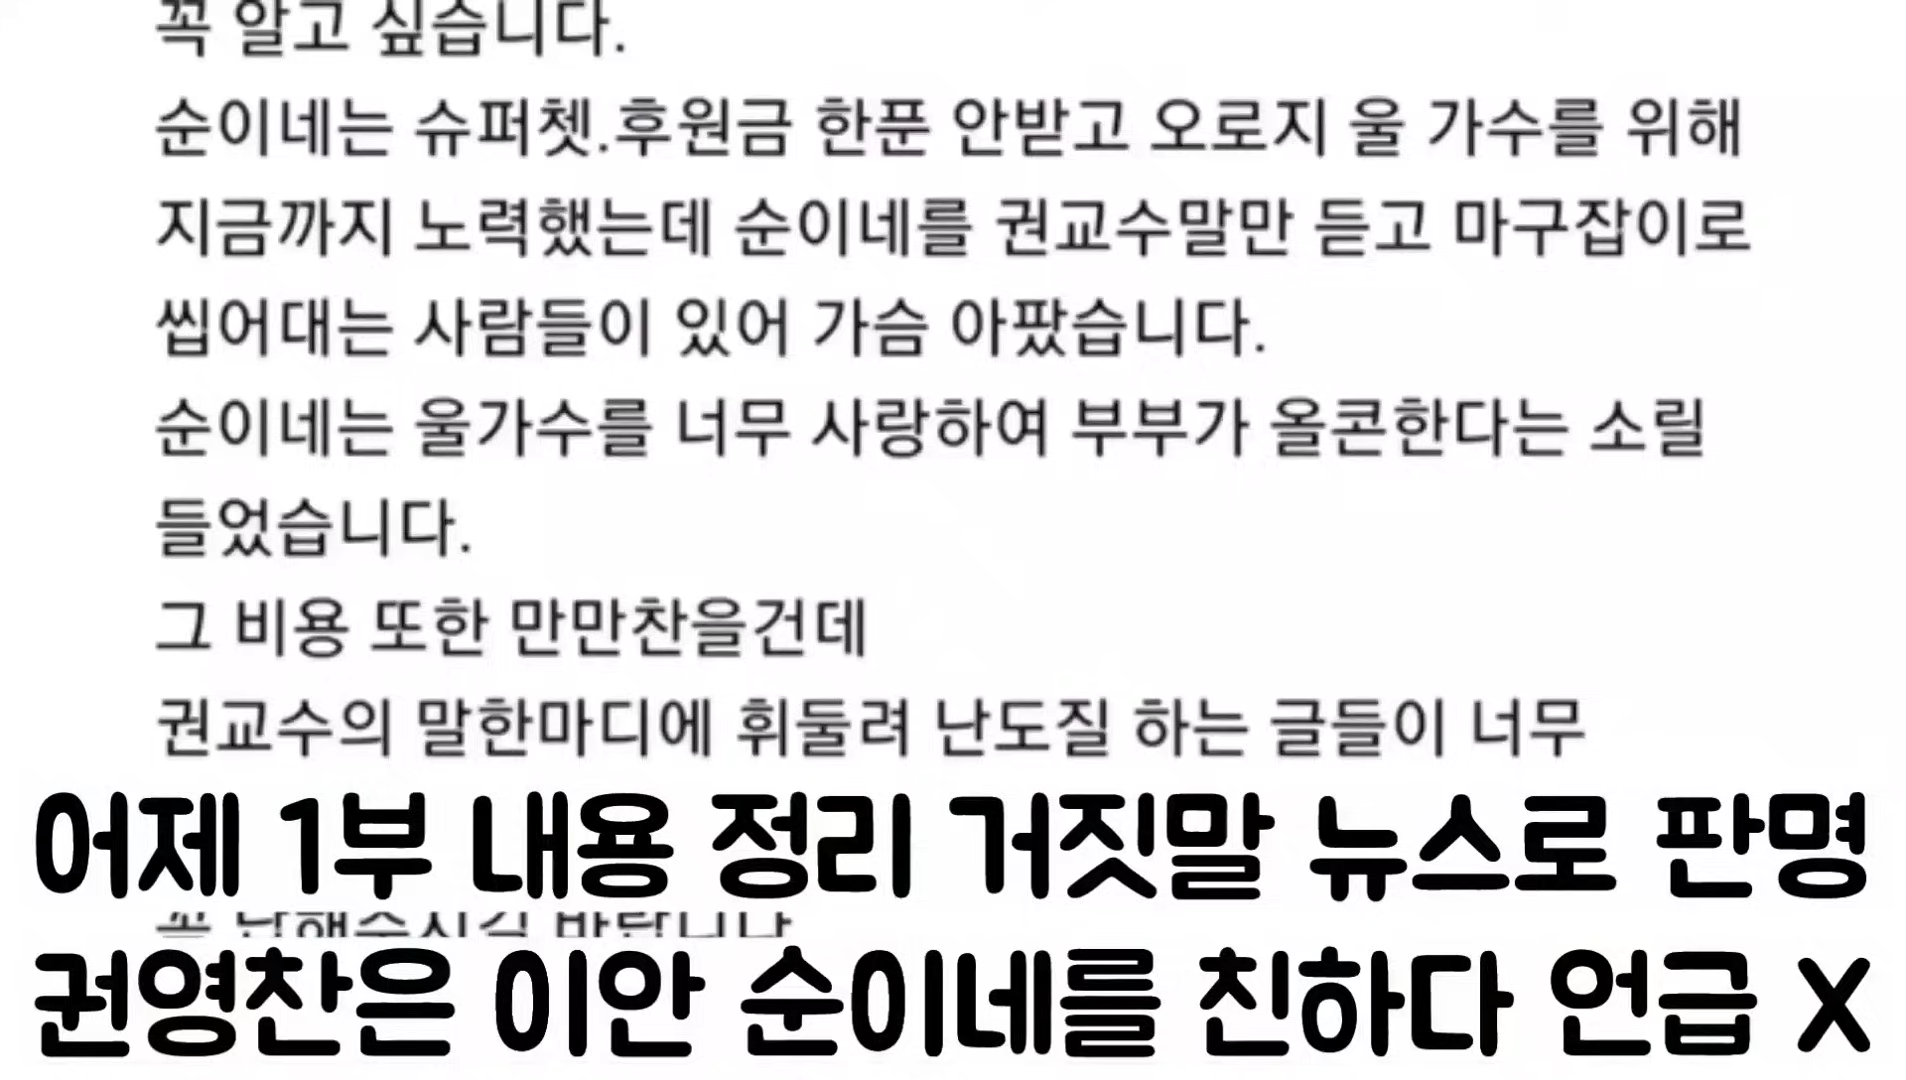 꼭 알고 싶습니다.
순이네는 슈퍼쳇.후원금 한푼 안받고 오로지 울 가수를 위해
지금까지 노력했는데 순이네를 권교수말만 듣고 마구잡이로
씹어대는 사람들이 있어 가슴 아팠습니다.
순이네는 울가수를 너무 사랑하여 부부가 올콘한다는 소릴
들었습니다.
그 비용 또한 만만찬을건데
권교수의 말한마디에 휘둘려 난도질 하는 글들이 너무
어제 1부 내용 정리 거짓말 뉴스로 판명
바랍니다
권영찬은 이안 순이네를 친하다 언급 X